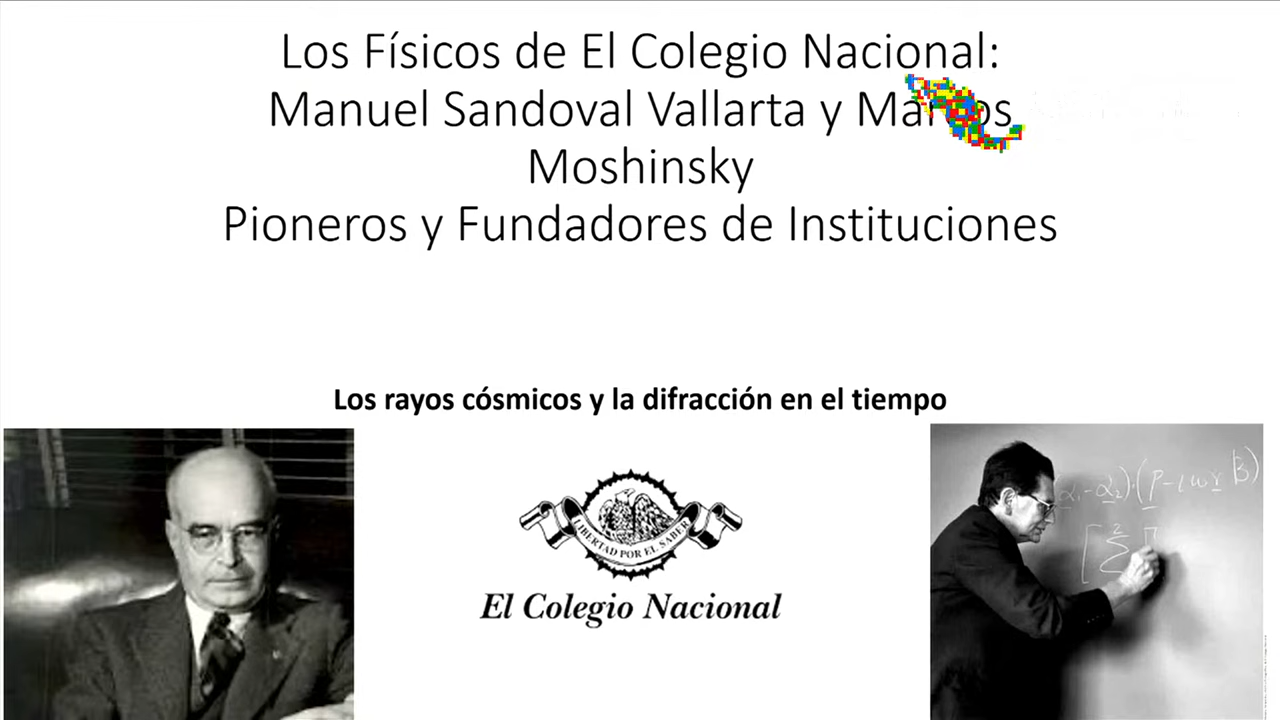 Los Físicos de El Colegio Nacional:
Manuel Sandoval Vallarta y Marcos
Moshinsky
Pioneros y Fundadores de Instituciones
Los rayos cósmicos y la difracción en el tiempo
LIBERTAD POR EL SABER
El Colegio Nacional